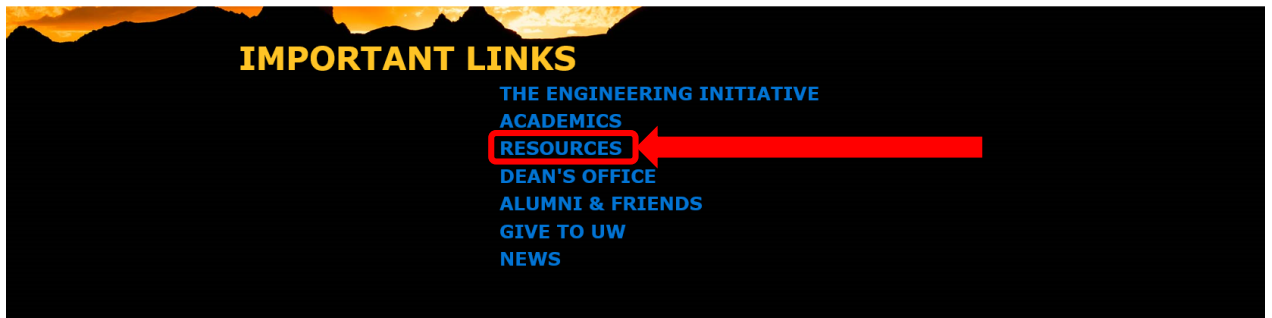 IMPORTANT LINKS
THE ENGINEERING INITIATIVE
ACADEMICS
RESOURCES
DEAN'S OFFICE
ALUMNI & FRIENDS
GIVE TO UW
NEWS